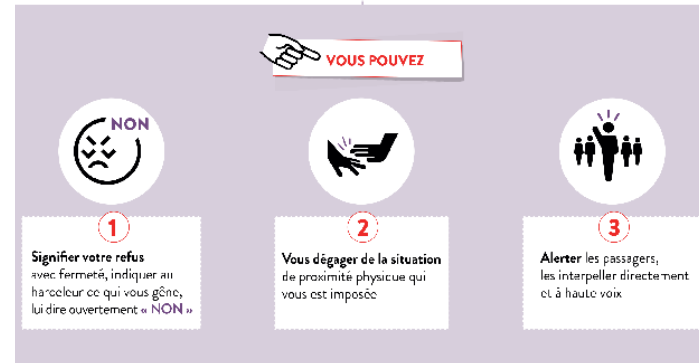 VOUS POUVEZ
NON
1
Signifier votre refus
avec fermeté, indiquer au
harceleur ce qui vous gêne,
lui dire ouvertement « NON »
2
Vous dégager de la situation
de proximité physique qui
vous est imposée
3
Alerter les passagers,
les interpeller directement
et à haute voix